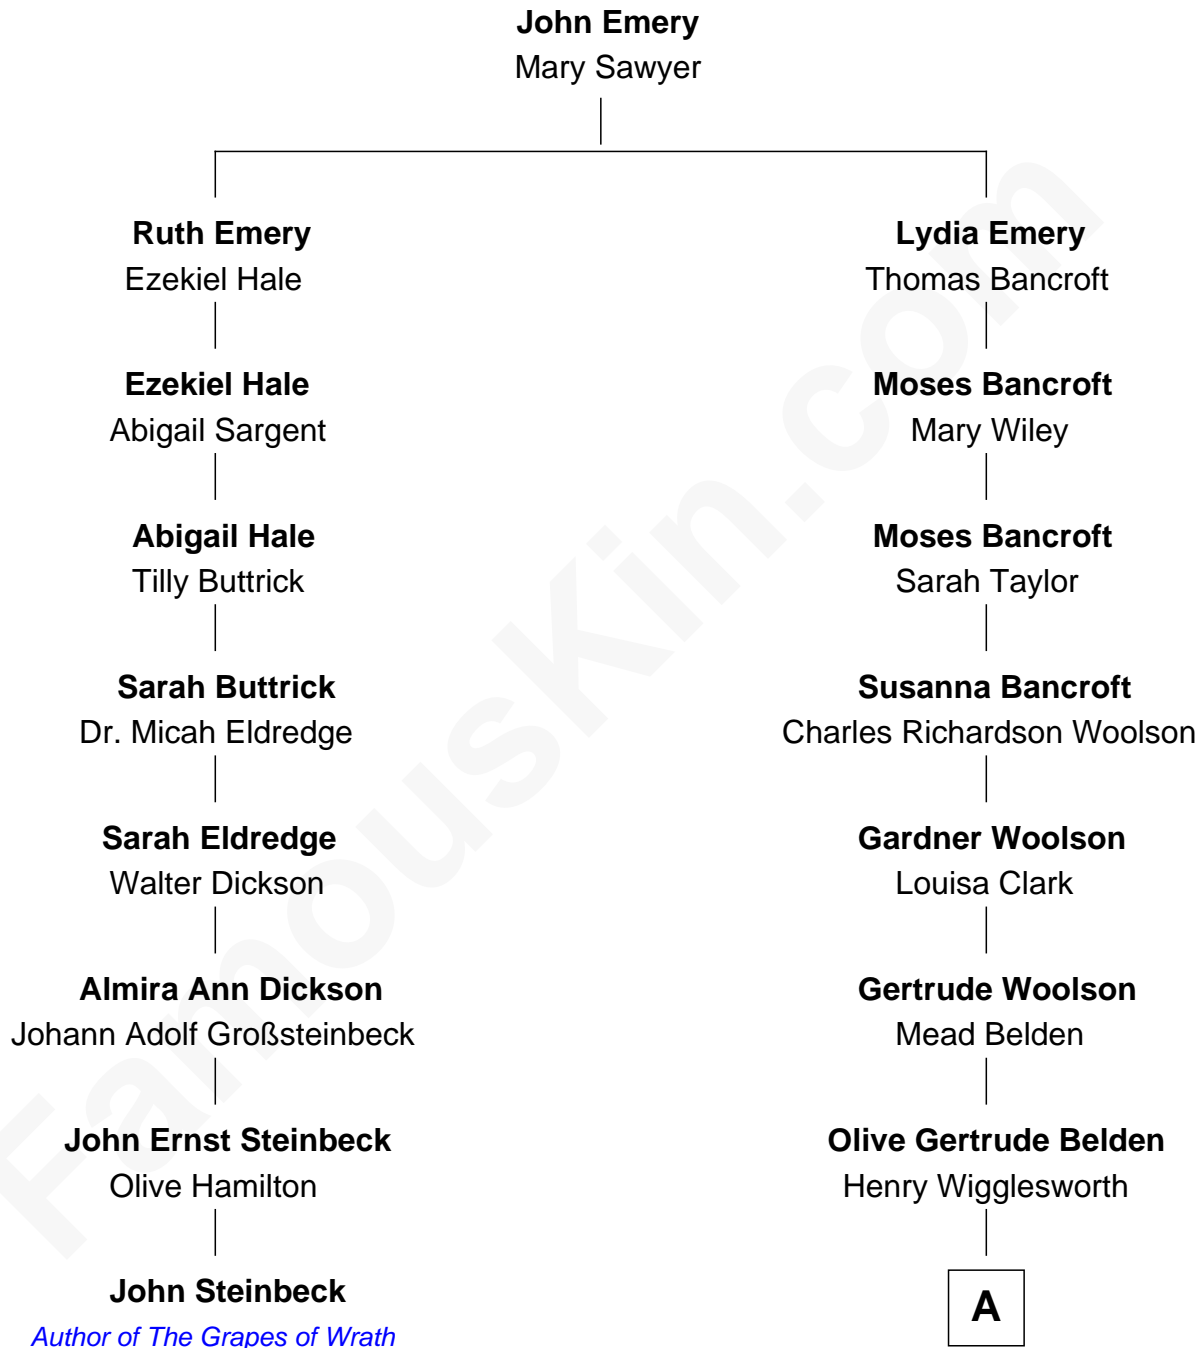 John Emery
Mary Sawyer
Ruth Emery
Ezekiel Hale
Lydia Emery
Thomas Bancroft
Ezekiel Hale
Abigail Sargent
Moses Bancroft
Mary Wiley
Abigail Hale
Tilly Buttrick
Moses Bancroft
Sarah Taylor
Sarah Buttrick
Dr. Micah Eldredge
Susanna Bancroft
Charles Richardson Woolson
Sarah Eldredge
Walter Dickson
Gardner Woolson
Louisa Clark
Almira Ann Dickson
Johann Adolf Großsteinbeck
Gertrude Woolson
Mead Belden
John Ernst Steinbeck
Olive Hamilton
Olive Gertrude Belden
Henry Wigglesworth
John Steinbeck
Author of The Grapes of Wrath
A
FamousKin.com